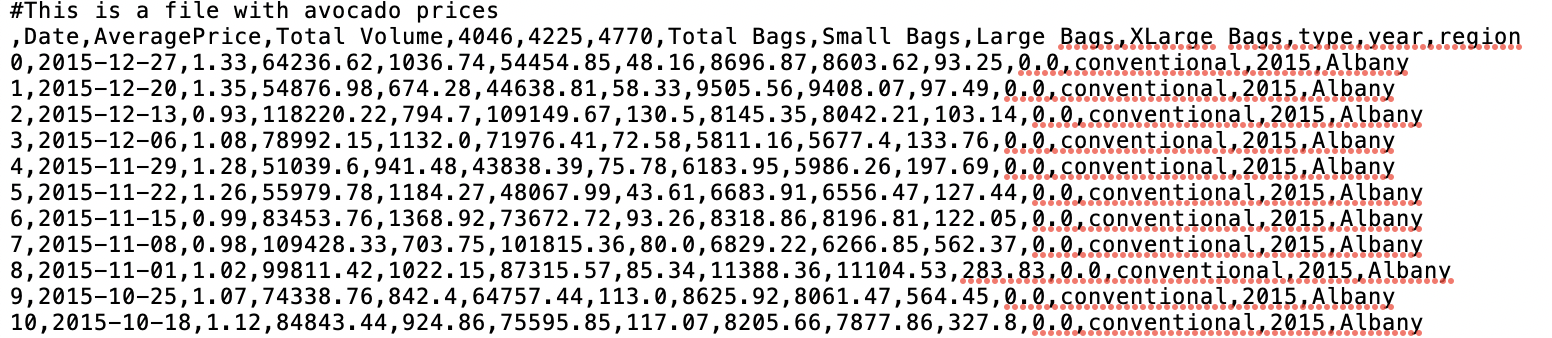 #This is a file with avocado prices
,Date,AveragePrice,Total Volume,4046,4225,4770,Total Bags,Small Bags,Large Bags,XLarge Bags,type,year,region
0,2015-12-27,1.33,64236.62,1036.74,54454.85,48.16,8696.87,8603.62,93.25,0.0,conventional,2015,Albany
1,2015-12-20,1.35,54876.98,674.28,44638.81,58.33,9505.56,9408.07,97.49,0.0,conventional,2015,Albany
2,2015-12-13,0.93,118220.22,794.7,109149.67,130.5,8145.35,8042.21,103.14,0.0,conventional,2015,Albany
3,2015-12-06,1.08,78992.15,1132.0,71976.41,72.58,5811.16,5677.4,133.76,0.0,conventional,2015,Albany
4,2015-11-29,1.28,51039.6,941.48,43838.39,75.78,6183.95,5986.26,197.69,0.0,conventional,2015,Albany
5,2015-11-22,1.26,55979.78,1184.27,48067.99,43.61,6683.91,6556.47,127.44,0.0,conventional,2015,Albany
6,2015-11-15,0.99,83453.76,1368.92,73672.72,93.26,8318.86,8196.81,122.05,0.0,conventional,2015,Albany
7,2015-11-08,0.98,109428.33,703.75,101815.36,80.0,6829.22,6266.85,562.37,0.0,conventional,2015,Albany
8,2015-11-01,1.02,99811.42,1022.15,87315.57,85.34,11388.36,11104.53,283.83,0.0,conventional,2015,Albany
9,2015-10-25,1.07,74338.76,842.4,64757.44,113.0,8625.92,8061.47,564.45,0.0,conventional,2015,Albany
10,2015-10-18,1.12,84843.44,924.86,75595.85,117.07,8205.66,7877.86,327.8,0.0,conventional,2015,Albany